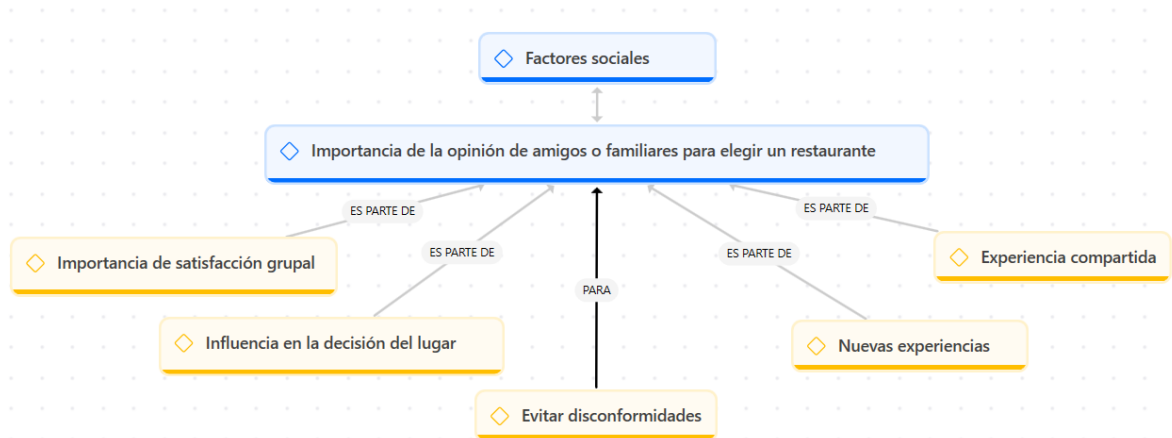 Factores sociales
Importancia de la opinión de amigos o familiares para elegir un restaurante
ES PARTE DE
ES PARTE DE
ES PARTE DE
ES PARTE DE
Importancia de satisfacción grupal
Experiencia compartida
PARA
Influencia en la decisión del lugar
Nuevas experiencias
Evitar disconformidades